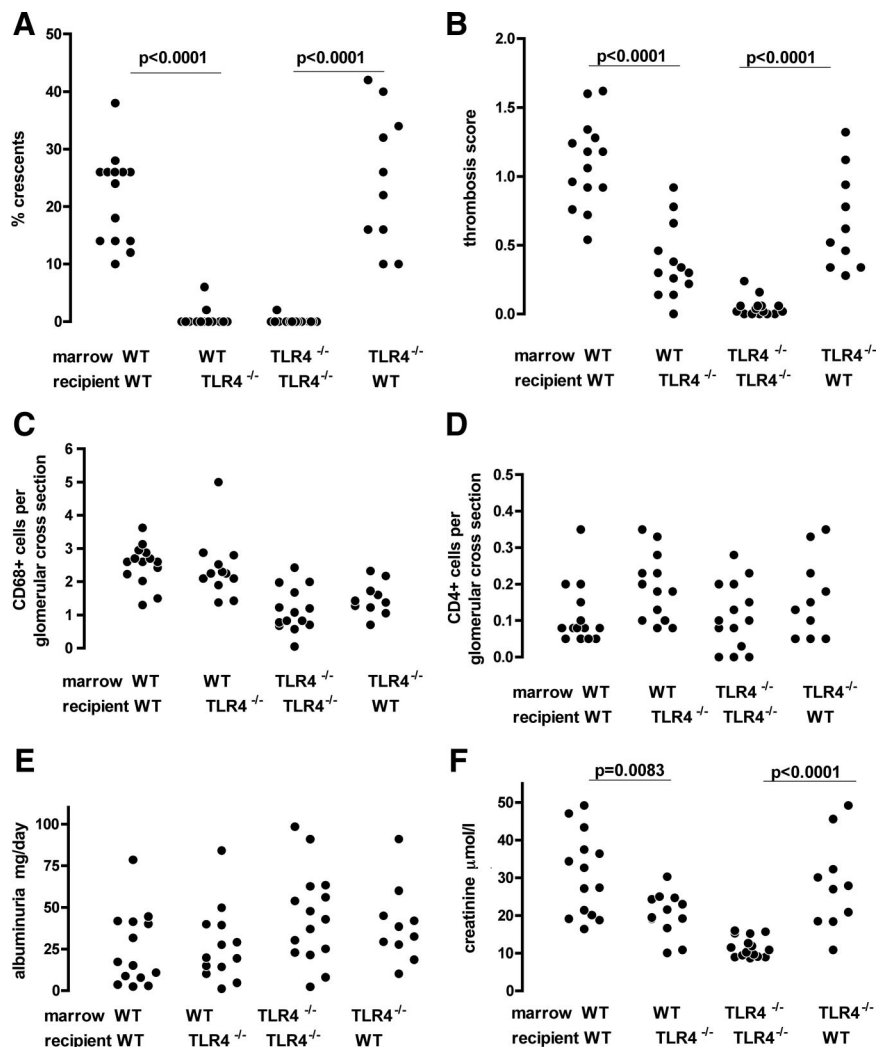 A
50
40
30
20
10
0
% crescents
p<0.0001 p<0.0001
marrow WT WT TLR4 -/- TLR4 -/-
recipient WT TLR4 -/- TLR4 -/- WT
B
2.0
1.5
1.0
0.5
0.0
thrombosis score
p<0.0001 p<0.0001
marrow WT WT TLR4 -/- TLR4 -/-
recipient WT TLR4 -/- TLR4 -/- WT
C
6
5
4
3
2
1
0
CD68+ cells per
glomerular cross section
marrow WT WT TLR4 -/- TLR4 -/-
recipient WT TLR4 -/- TLR4 -/- WT
D
0.5
0.4
0.3
0.2
0.1
0.0
CD4+ cells per
glomerular cross section
marrow WT WT TLR4 -/- TLR4 -/-
recipient WT TLR4 -/- TLR4 -/- WT
E
100
75
50
25
0
albuminuria mg/day
marrow WT WT TLR4 -/- TLR4 -/-
recipient WT TLR4 -/- TLR4 -/- WT
F
50
40
30
20
10
0
creatinine μmol/l
p=0.0083 p<0.0001
marrow WT WT TLR4 -/- TLR4 -/-
recipient WT TLR4 -/- TLR4 -/- WT